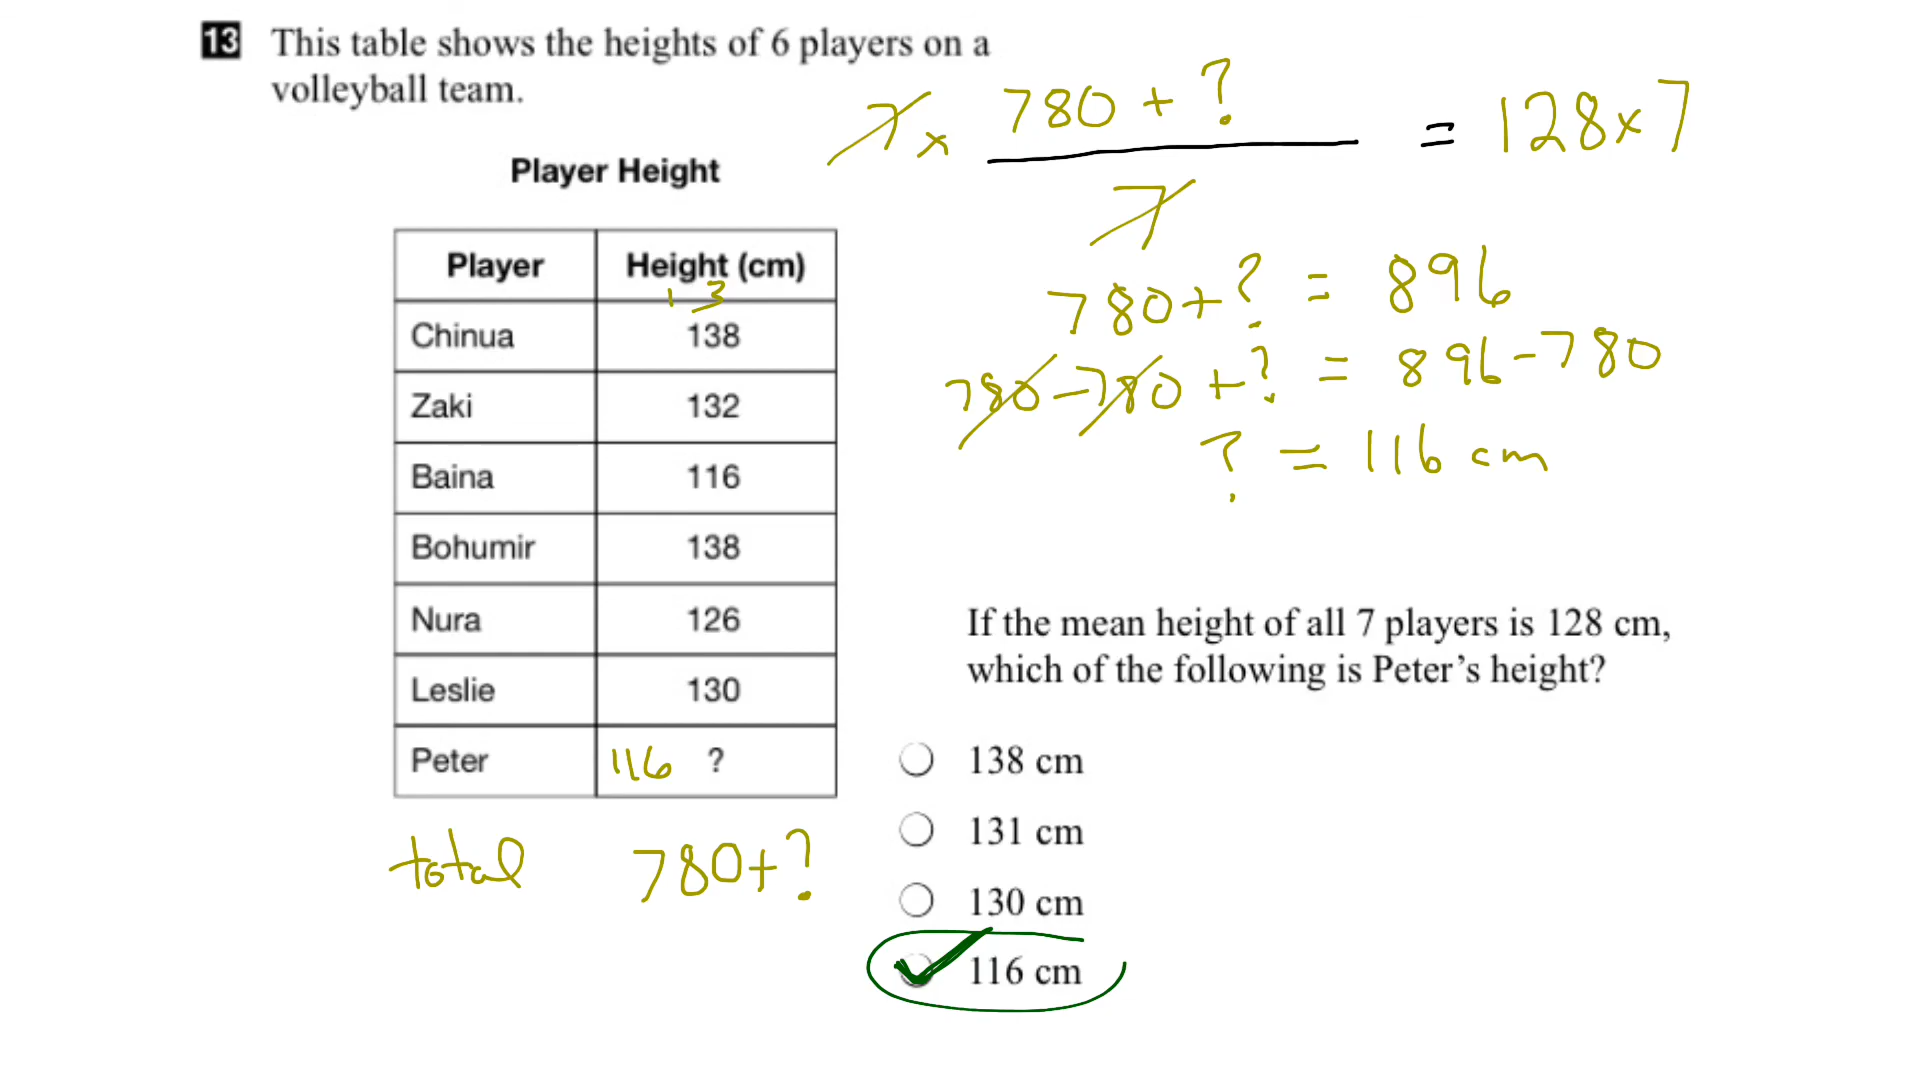 13 This table shows the heights of 6 players on a
volleyball team.
Player Height
Player Height (cm)
1 3
Chinua 138
Zaki 132
Baina 116
Bohumir 138
Nura 126
Leslie 130
Peter 116 ?
total 780+?
7 x 780 + ? = 128x7
7
780+? = 896
780-780 +? = 896-780
? = 116 cm
If the mean height of all 7 players is 128 cm,
which of the following is Peter's height?
138 cm
131 cm
130 cm
116 cm